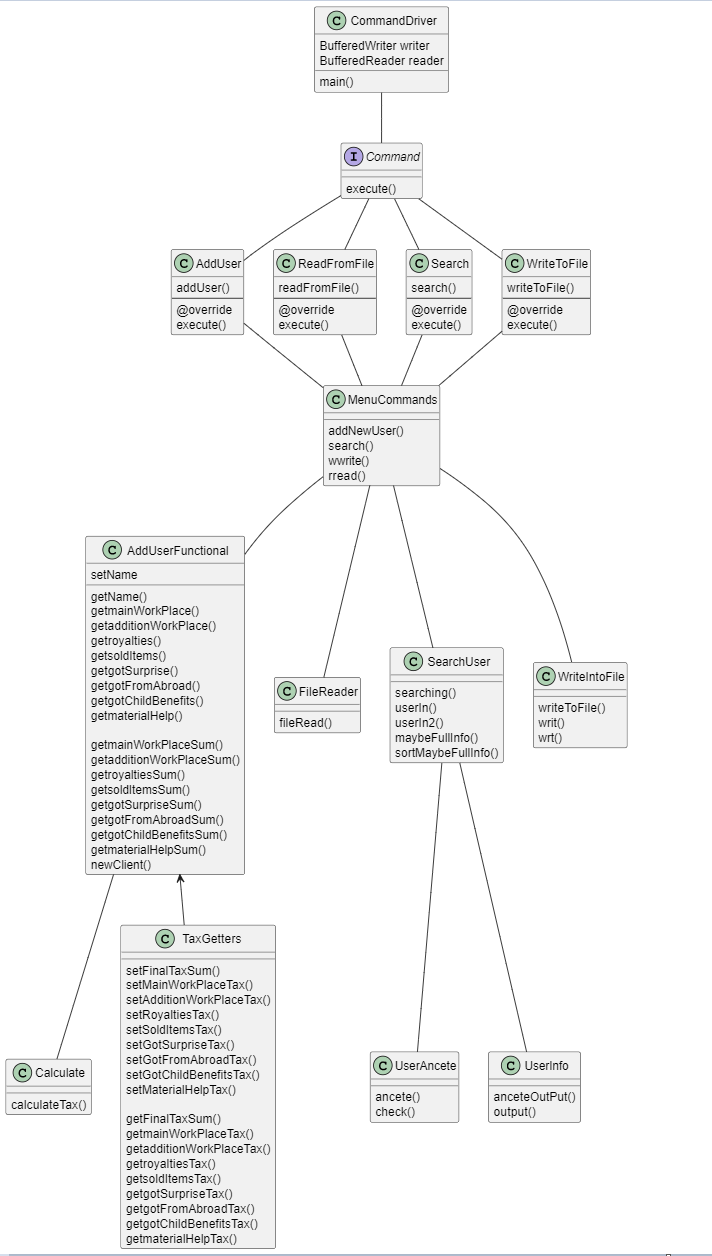 C CommandDriver
BufferedWriter writer
BufferedReader reader
main()
I Command
execute()
C AddUser
addUser()
@override
execute()
C ReadFromFile
readFromFile()
@override
execute()
C Search
search()
@override
execute()
C WriteToFile
writeToFile()
@override
execute()
C MenuCommands
addNewUser()
search()
wwrite()
rread()
C AddUserFunctional
setName
getName()
getmainWorkPlace()
getadditionWorkPlace()
getroyalties()
getsoldItems()
getgotSurprise()
getgotFromAbroad()
getgotChildBenefits()
getmaterialHelp()
getmainWorkPlaceSum()
getadditionWorkPlaceSum()
getroyaltiesSum()
getsoldItemsSum()
getgotSurpriseSum()
getgotFromAbroadSum()
getgotChildBenefitsSum()
getmaterialHelpSum()
newClient()
C FileReader
fileRead()
C SearchUser
searching()
userIn()
userIn2()
maybeFullInfo()
sortMaybeFullInfo()
C WriteIntoFile
writeToFile()
writ()
wrt()
C TaxGetters
setFinalTaxSum()
setMainWorkPlaceTax()
setAdditionWorkPlaceTax()
setRoyaltiesTax()
setSoldItemsTax()
setGotSurpriseTax()
setGotFromAbroadTax()
setGotChildBenefitsTax()
setMaterialHelpTax()
getFinalTaxSum()
getmainWorkPlaceTax()
getadditionWorkPlaceTax()
getroyaltiesTax()
getsoldItemsTax()
getgotSurpriseTax()
getgotFromAbroadTax()
getgotChildBenefitsTax()
getmaterialHelpTax()
C Calculate
calculateTax()
C UserAncete
ancete()
check()
C UserInfo
anceteOutPut()
output()